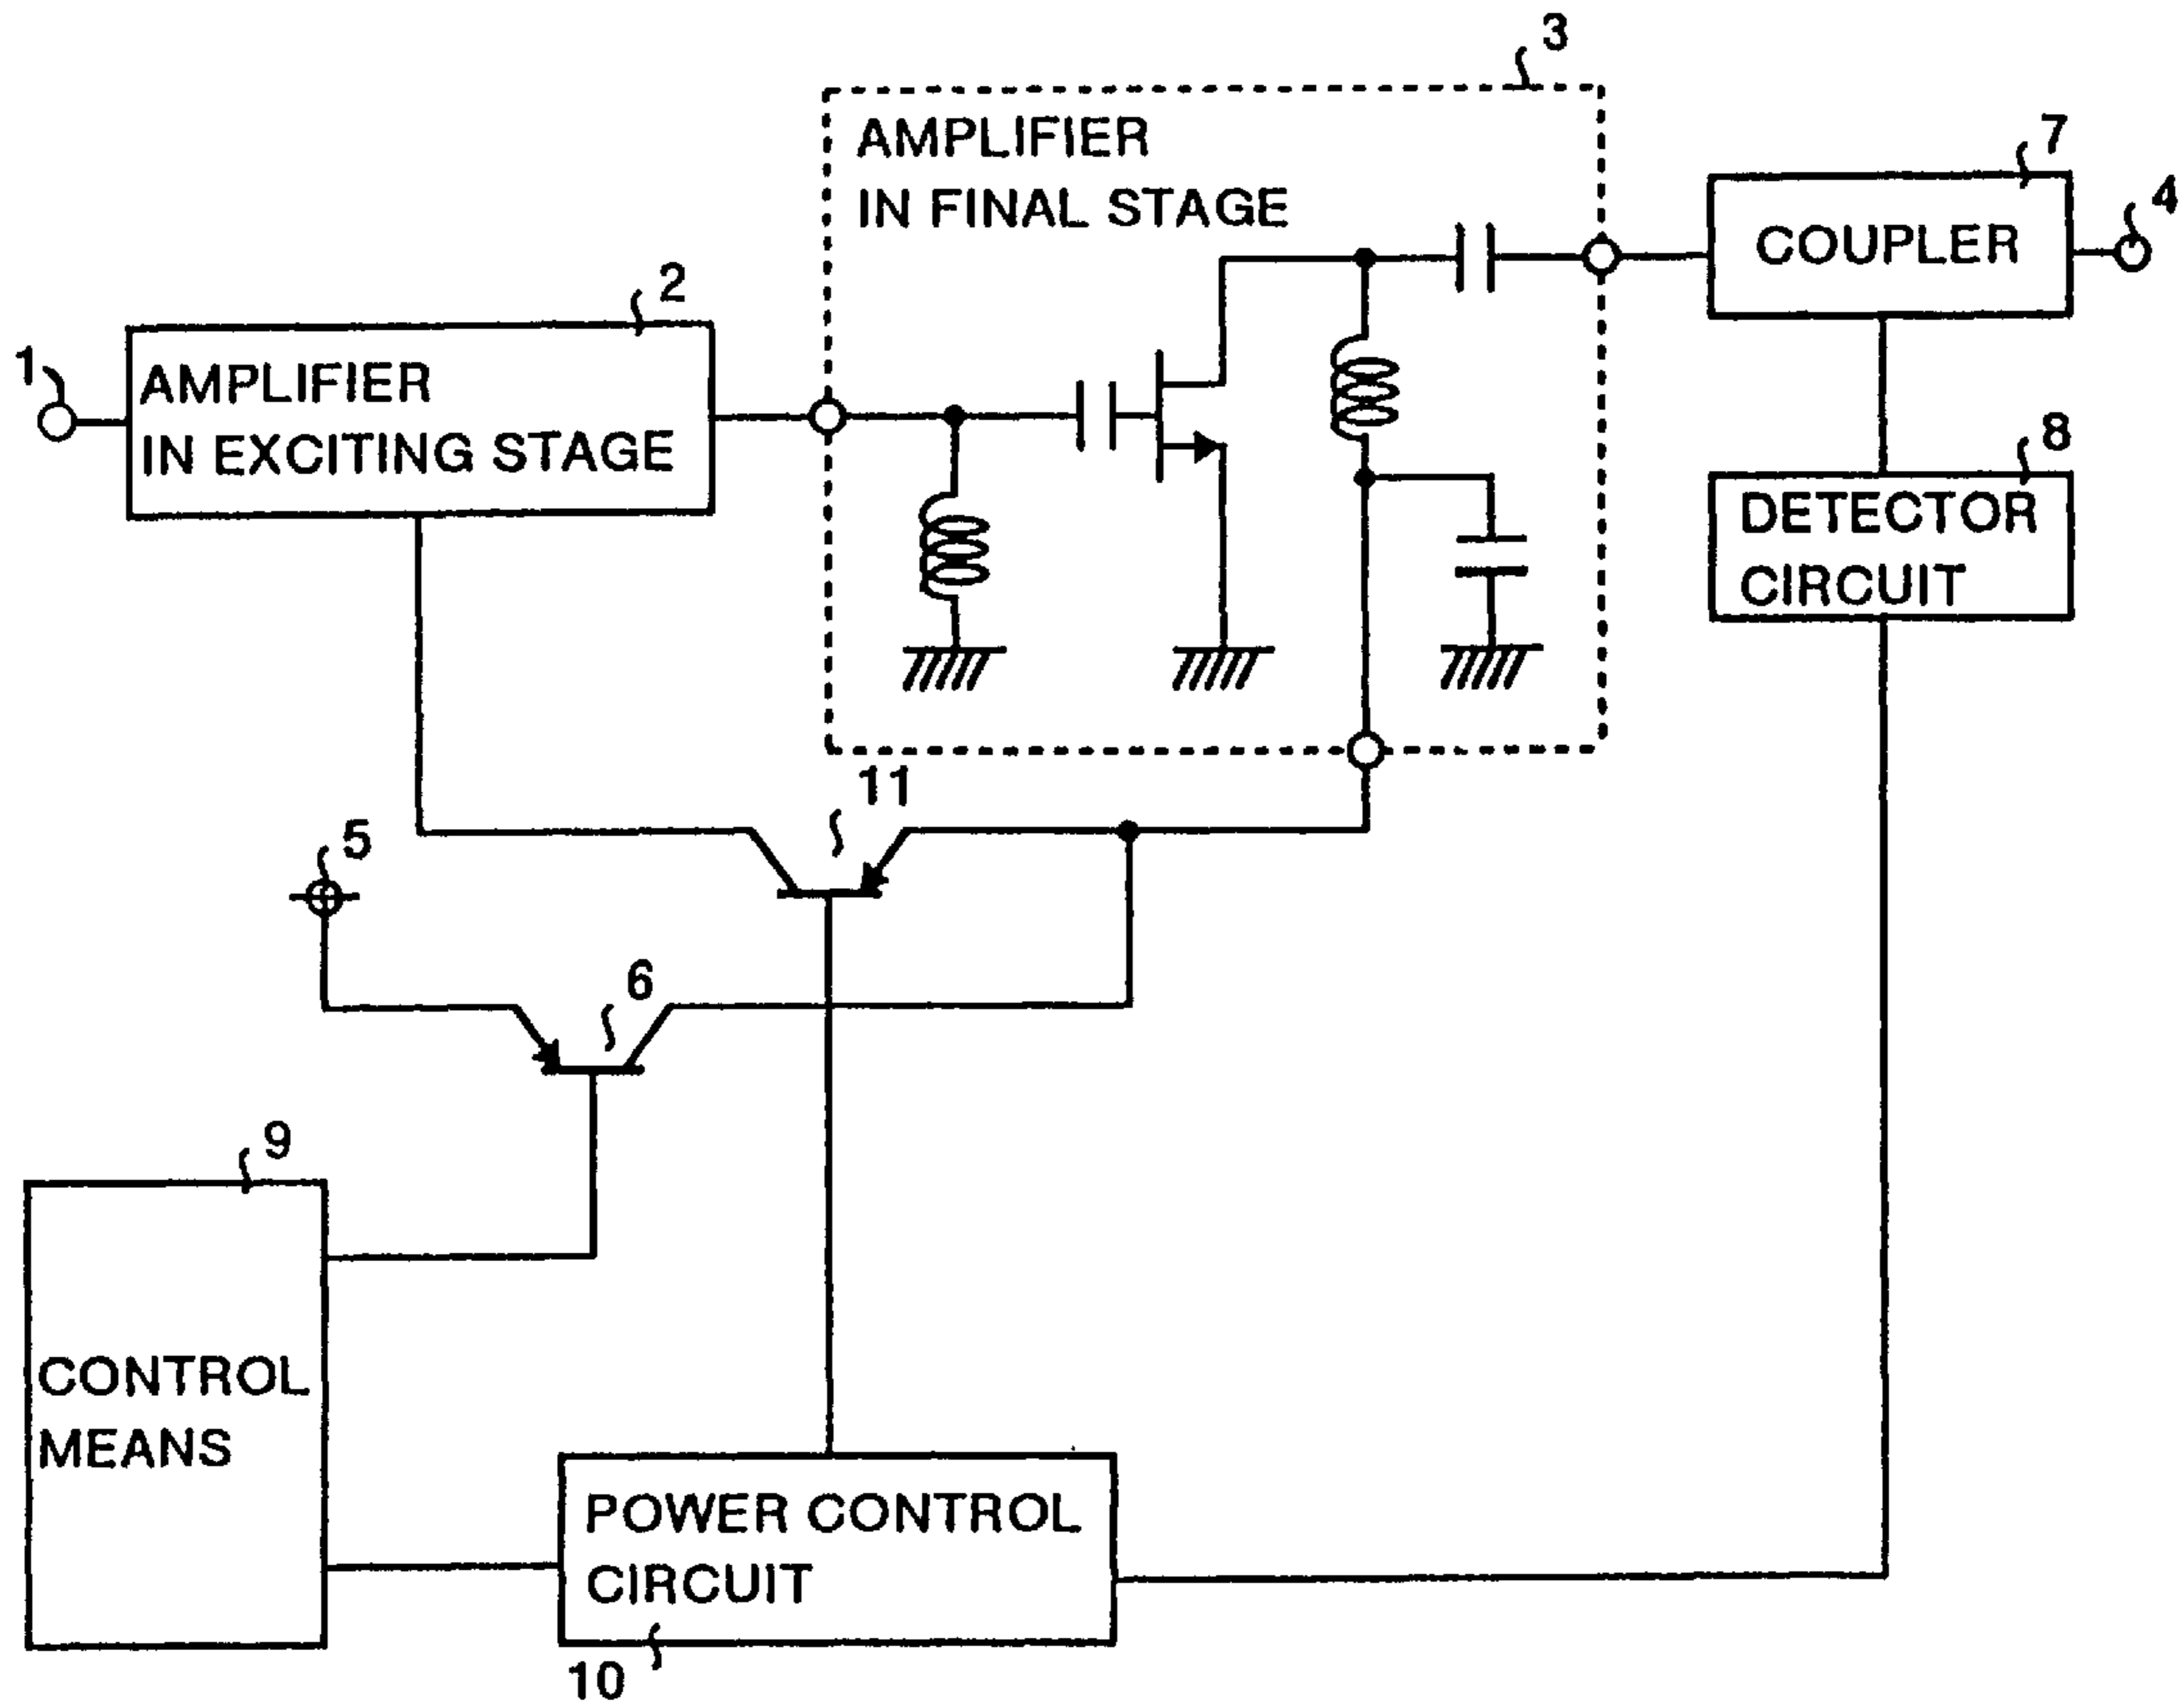 3
AMPLIFIER
IN FINAL STAGE
7
COUPLER
4
2
1
AMPLIFIER
IN EXCITING STAGE
8
DETECTOR
CIRCUIT
11
5
6
9
CONTROL
MEANS
POWER CONTROL
CIRCUIT
10